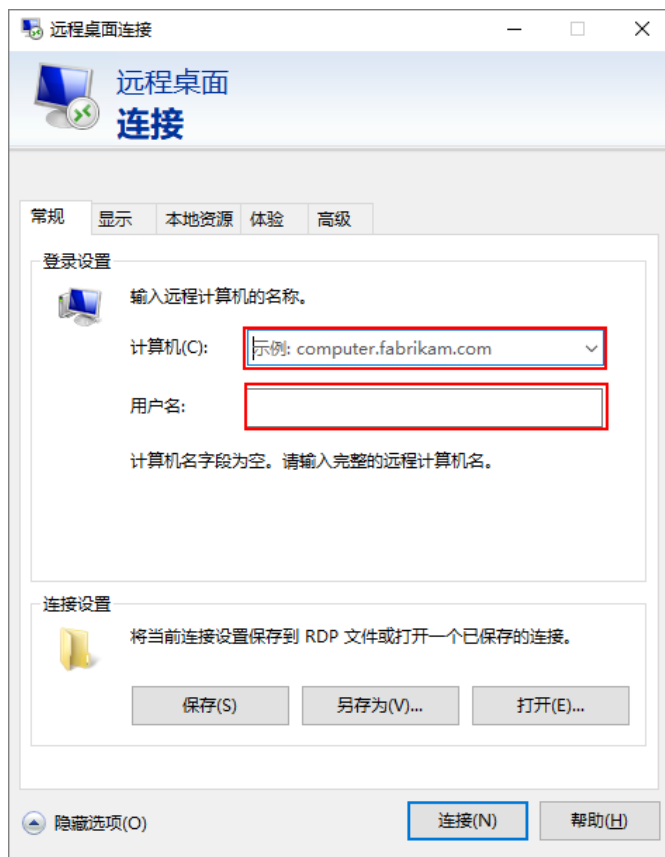 远程桌面连接
远程桌面
连接
常规 显示 本地资源 体验 高级
登录设置
输入远程计算机的名称。
计算机(C): 示例: computer.fabrikam.com
用户名:
计算机名字段为空。请输入完整的远程计算机名。
连接设置
将当前连接设置保存到 RDP 文件或打开一个已保存的连接。
保存(S) 另存为(V)... 打开(E)...
隐藏选项(O) 连接(N) 帮助(H)